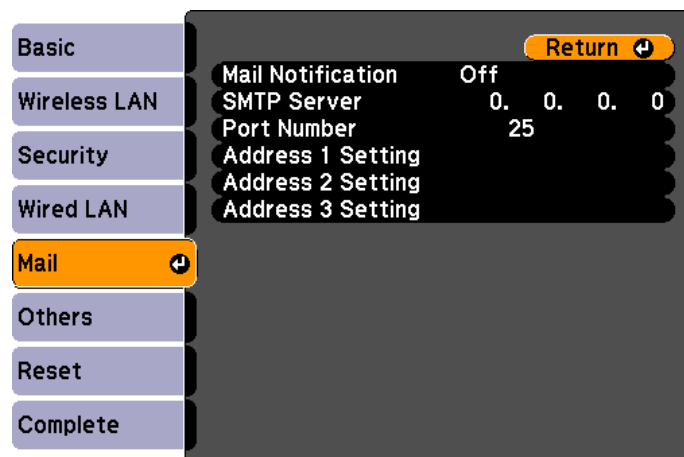 Basic
Wireless LAN
Security
Wired LAN
Mail
Others
Reset
Complete
Return
Mail Notification Off
SMTP Server 0. 0. 0. 0
Port Number 25
Address 1 Setting
Address 2 Setting
Address 3 Setting